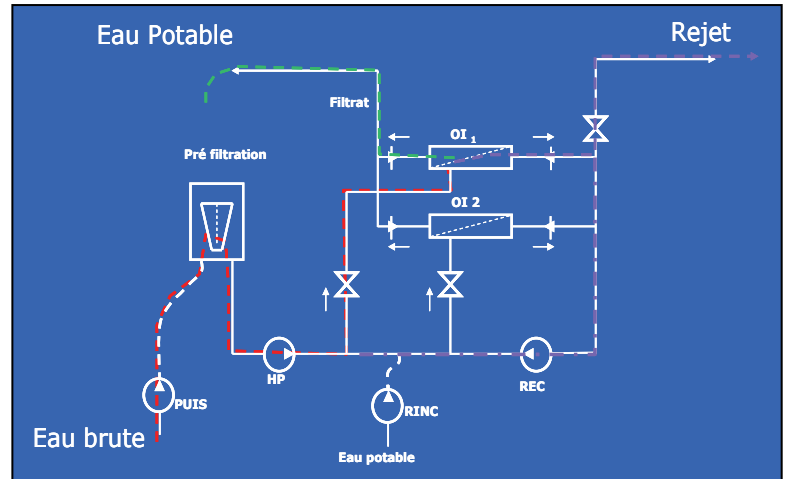 Eau Potable
Rejet
Filtrat
OI 1
Pré filtration
OI 2
HP
REC
PUIS
RINC
Eau brute
Eau potable